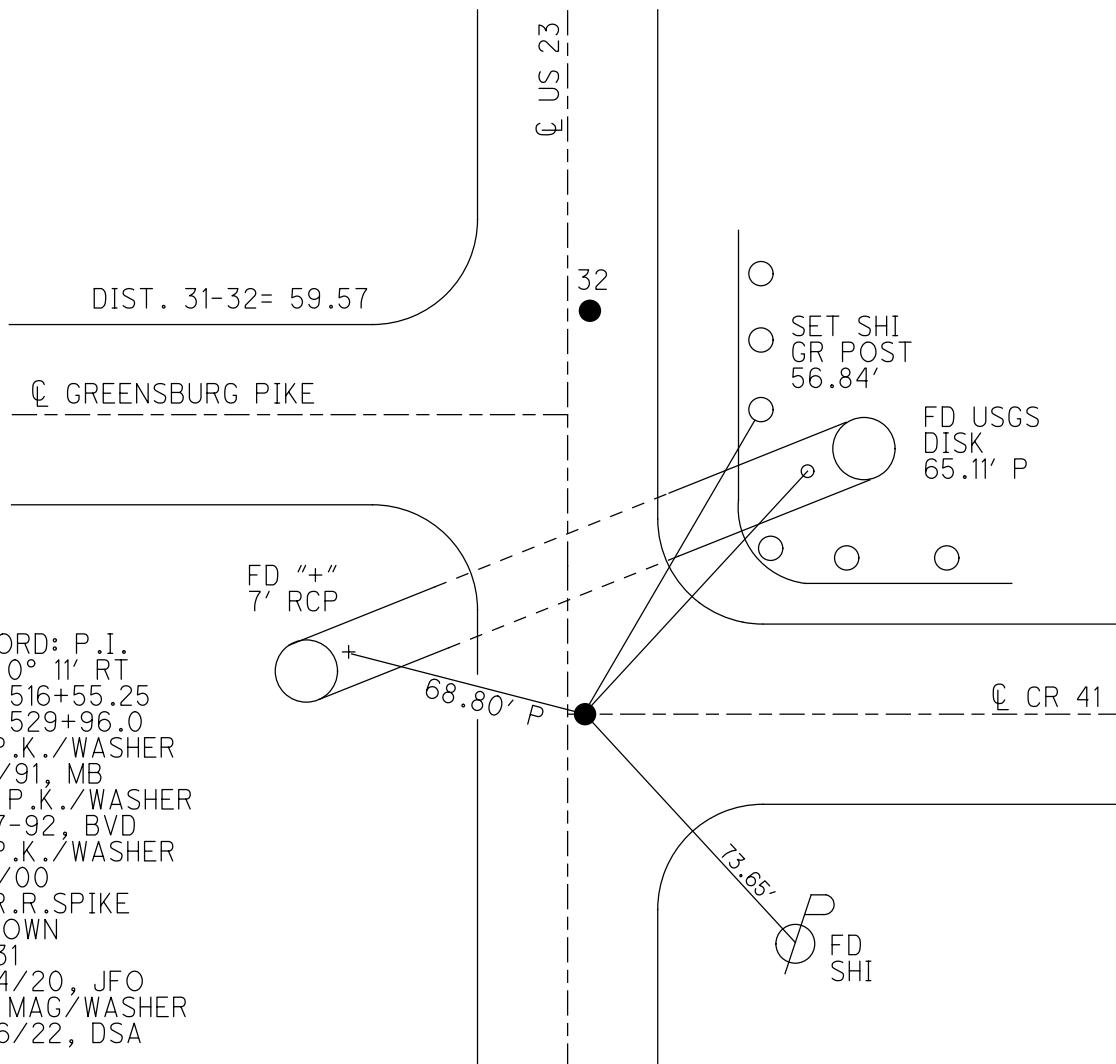 ℄ US 23
32
DIST. 31-32= 59.57
SET SHI
GR POST
56.84'
℄ GREENSBURG PIKE
FD USGS
DISK
65.11' P
FD "+"
7' RCP
68.80' P
℄ CR 41
73.65'
FD
SHI
ORD: P.I.
0° 11' RT
516+55.25
529+96.0
P.K./WASHER
/91, MB
P.K./WASHER
7-92, BVD
P.K./WASHER
/00
R.R.SPIKE
OWN
31
4/20, JFO
MAG/WASHER
6/22, DSA